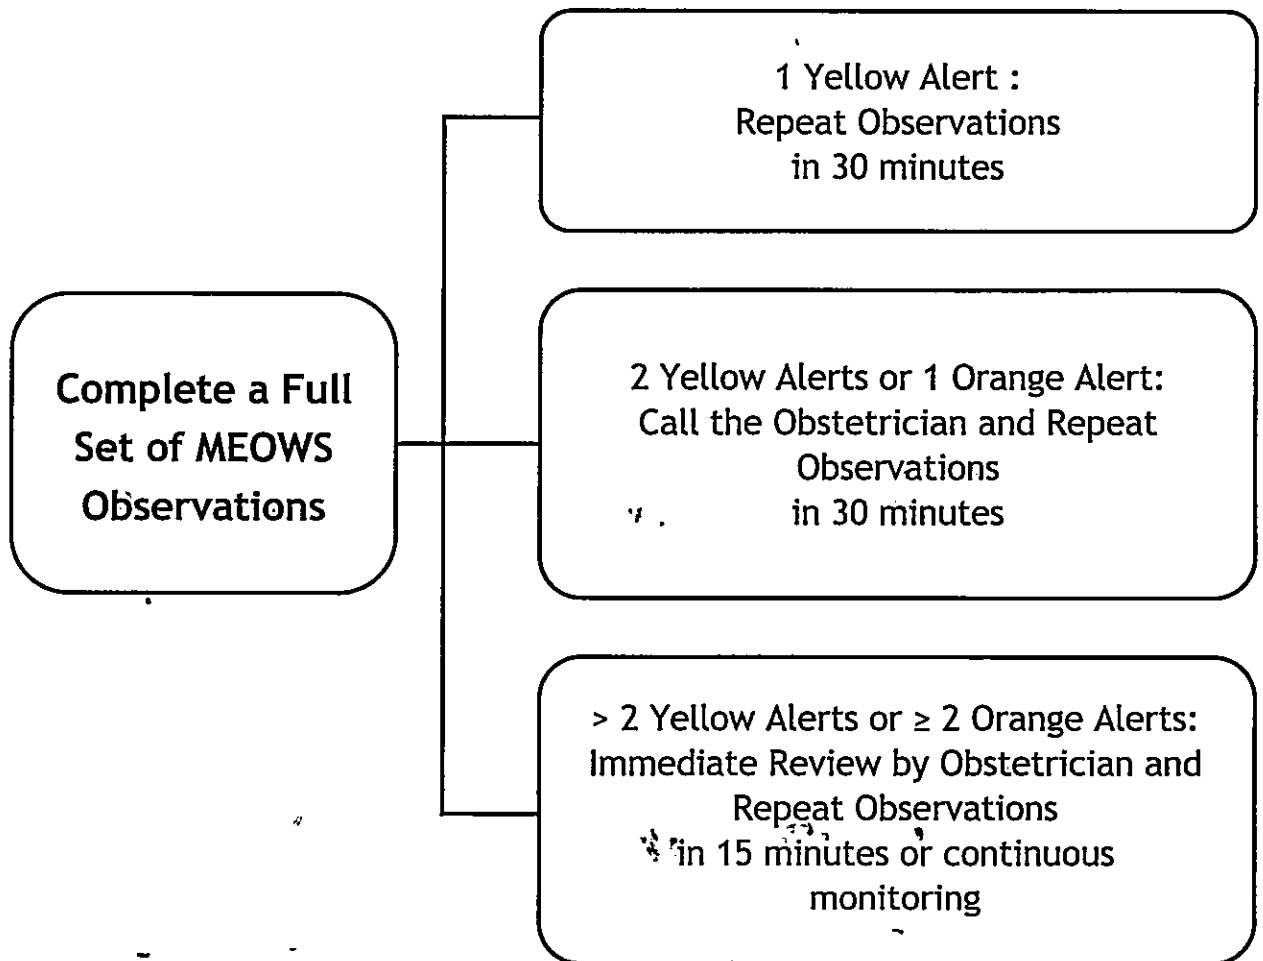 1 Yellow Alert :
Repeat Observations
in 30 minutes
Complete a Full
Set of MEOWS
Observations
2 Yellow Alerts or 1 Orange Alert:
Call the Obstetrician and Repeat
Observations
in 30 minutes
> 2 Yellow Alerts or ≥ 2 Orange Alerts:
Immediate Review by Obstetrician and
Repeat Observations
in 15 minutes or continuous
monitoring